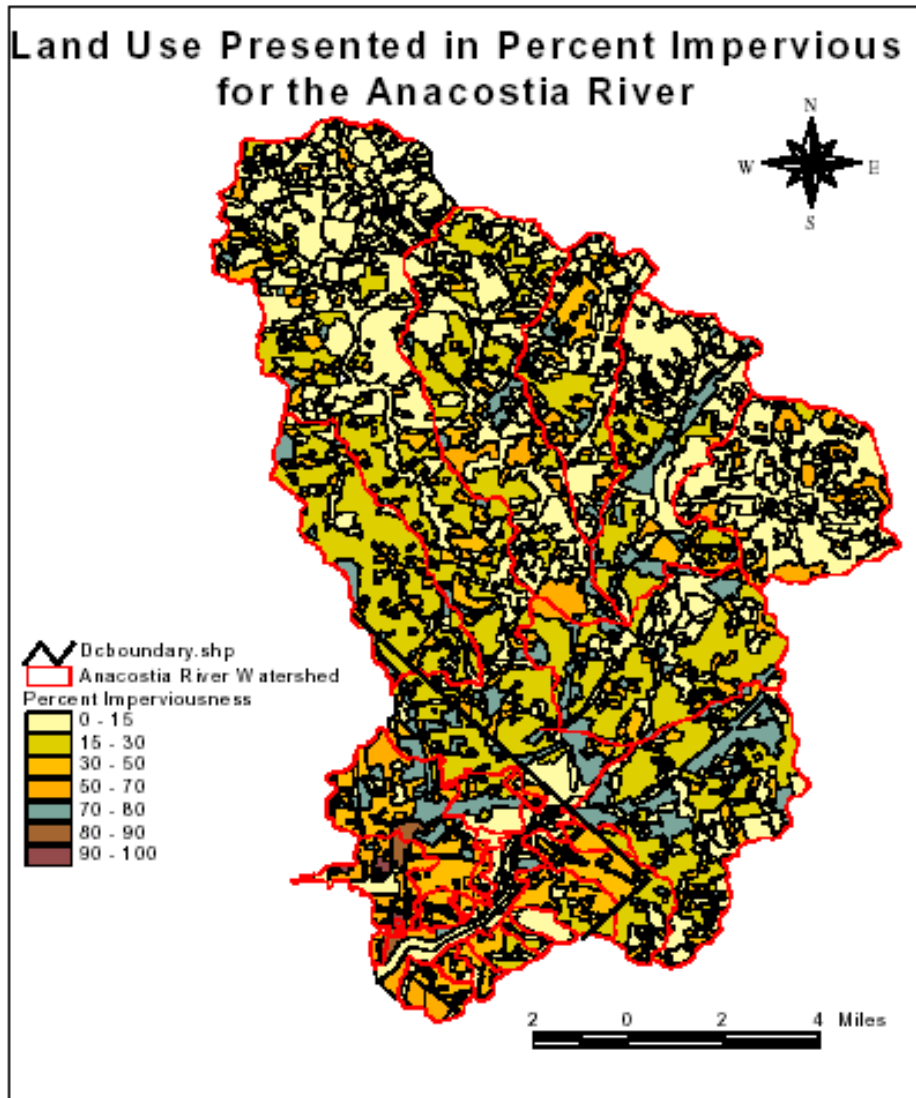 Land Use Presented in Percent Impervious
for the Anacostia River
N
W E
S
Dcboundary.shp
Anacostia River Watershed
Percent Imperviousness
0 - 15
15 - 30
30 - 50
50 - 70
70 - 80
80 - 90
90 - 100
2 0 2 4 Miles